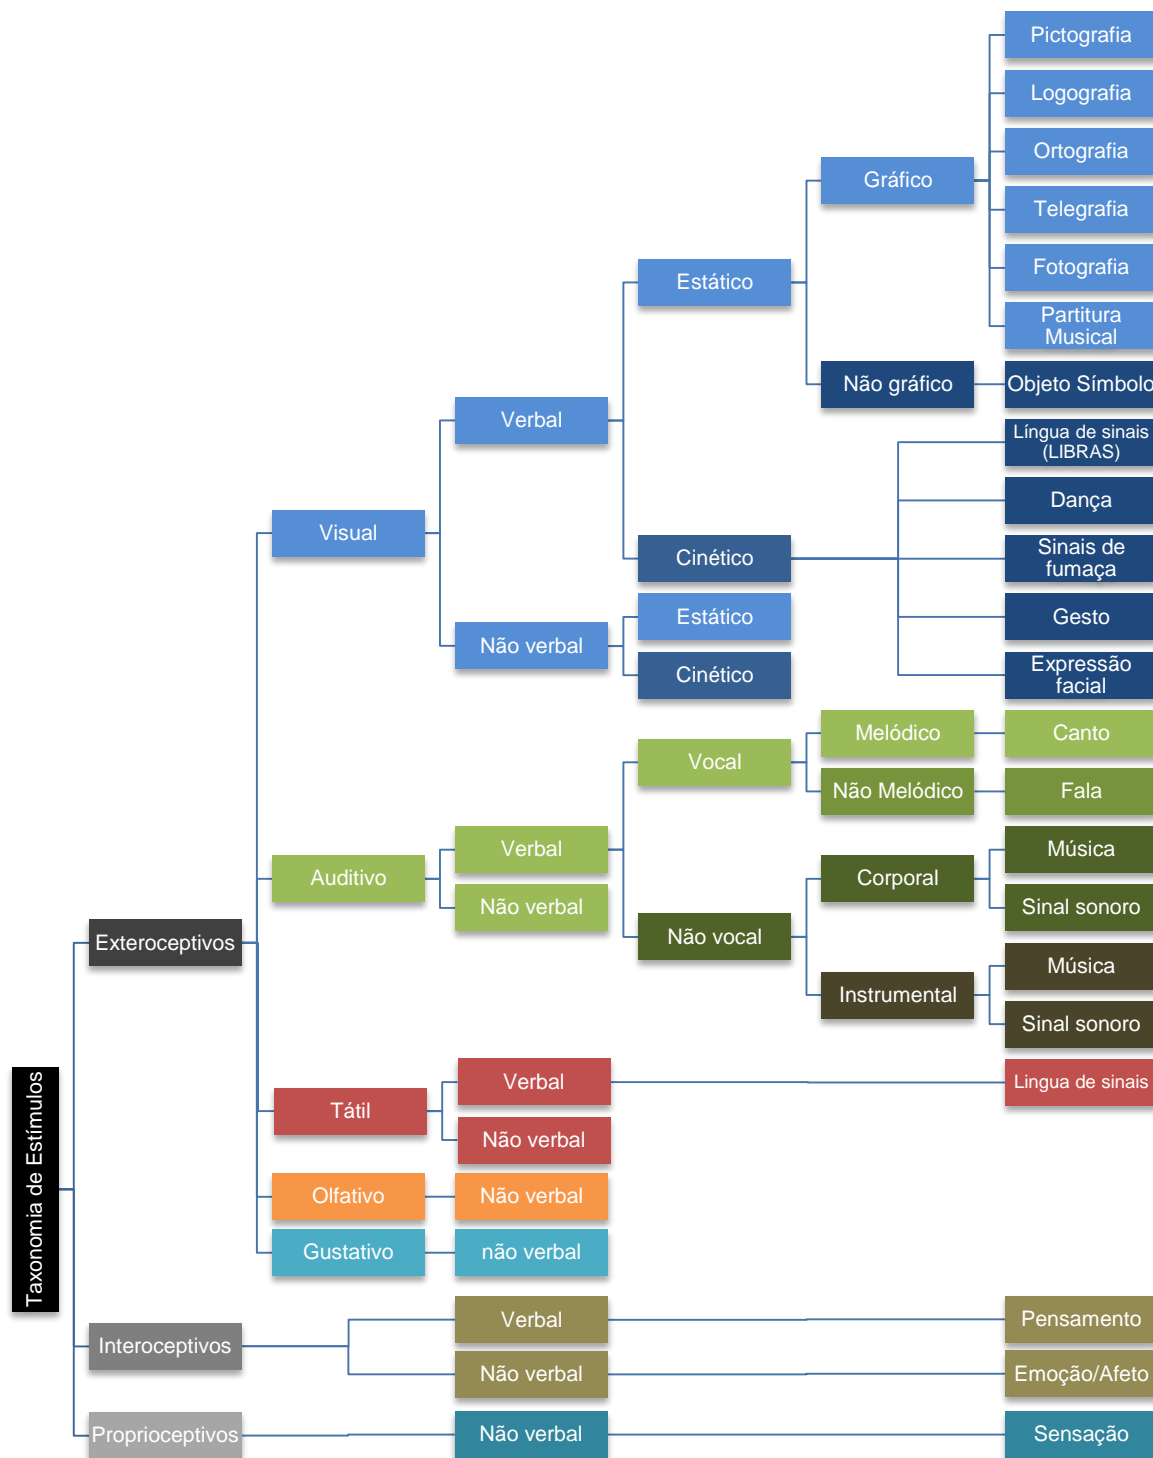 Pictografia
Logografia
Ortografia
Gráfico
Telegrafia
Fotografia
Estático
Partitura
Musical
Não gráfico
Objeto Símbolo
Verbal
Língua de sinais
(LIBRAS)
Dança
Visual
Cinético
Sinais de
fumaça
Estático
Gesto
Não verbal
Cinético
Expressão
facial
Melódico
Canto
Vocal
Não Melódico
Fala
Verbal
Música
Auditivo
Corporal
Não verbal
Sinal sonoro
Exteroceptivos
Não vocal
Música
Instrumental
Sinal sonoro
Taxonomia de Estímulos
Verbal
Lingua de sinais
Tátil
Não verbal
Olfativo
Não verbal
Gustativo
não verbal
Verbal
Pensamento
Interoceptivos
Não verbal
Emoção/Afeto
Proprioceptivos
Não verbal
Sensação